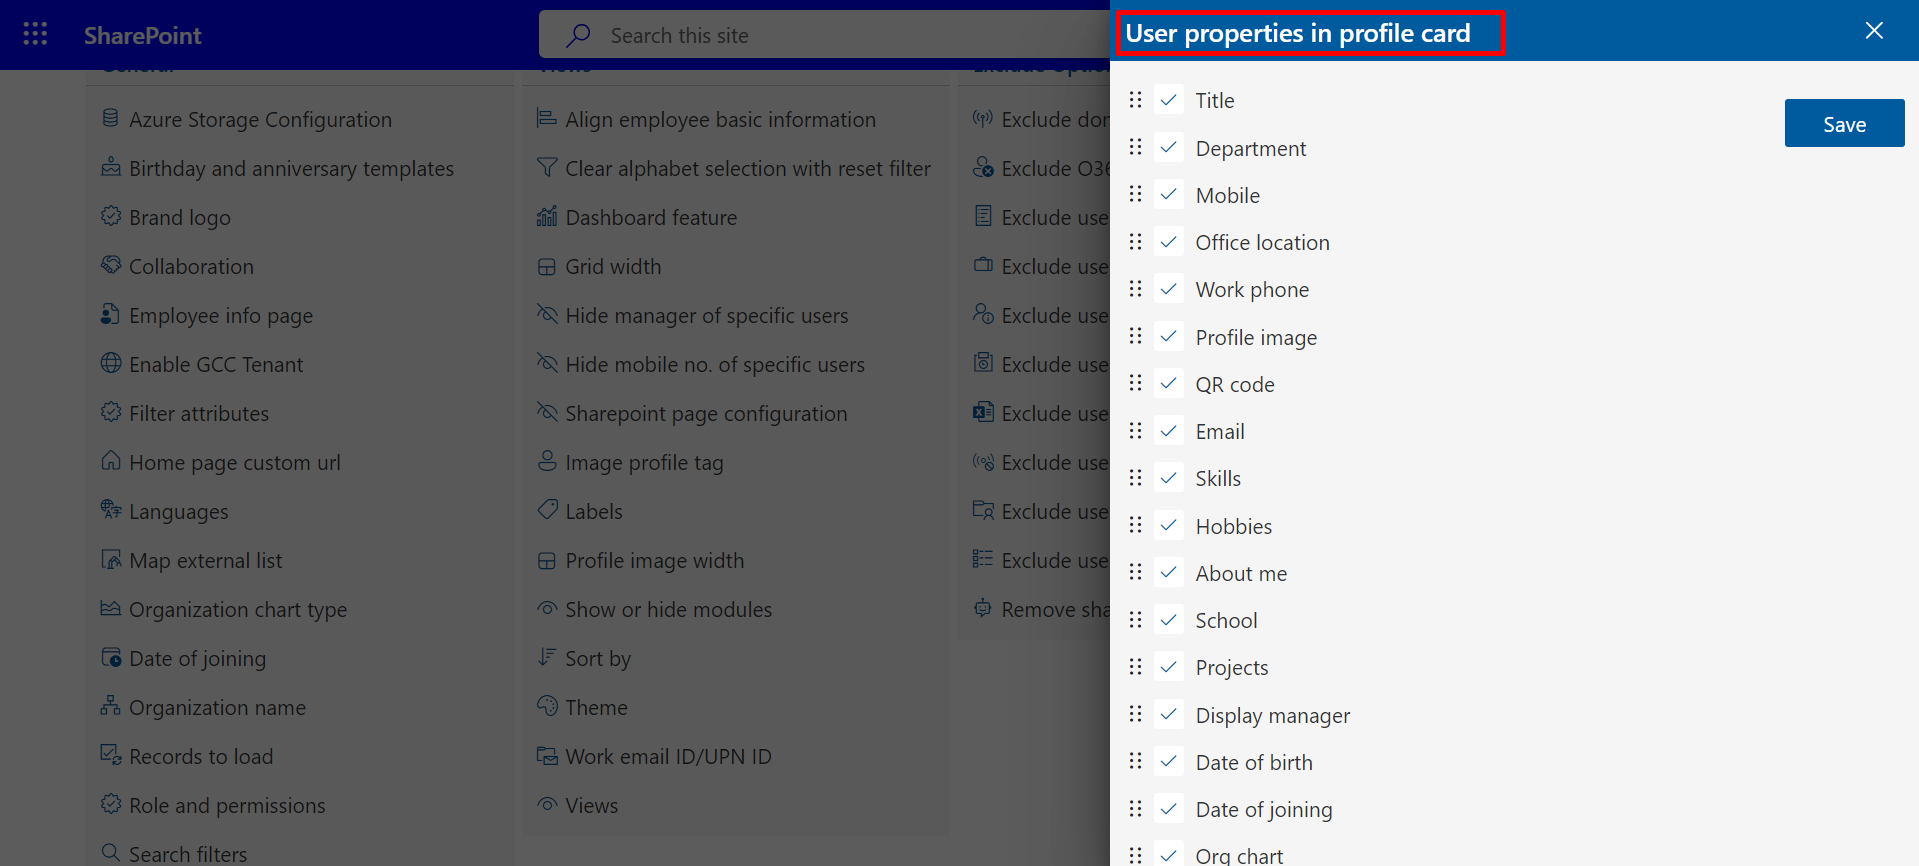 SharePoint
Search this site
General
Views
Azure Storage Configuration
Birthday and anniversary templates
Brand logo
Collaboration
Employee info page
Enable GCC Tenant
Filter attributes
Home page custom url
Languages
Map external list
Organization chart type
Date of joining
Organization name
Records to load
Role and permissions
Search filters
Align employee basic information
Clear alphabet selection with reset filter
Dashboard feature
Grid width
Hide manager of specific users
Hide mobile no. of specific users
Sharepoint page configuration
Image profile tag
Labels
Profile image width
Show or hide modules
Sort by
Theme
Work email ID/UPN ID
Views
Exclude Option
Exclude dom
Exclude O36
Exclude use
Exclude use
Exclude use
Exclude use
Exclude use
Exclude use
Exclude use
Exclude use
Remove sha
User properties in profile card
Save
Title
Department
Mobile
Office location
Work phone
Profile image
QR code
Email
Skills
Hobbies
About me
School
Projects
Display manager
Date of birth
Date of joining
Org chart